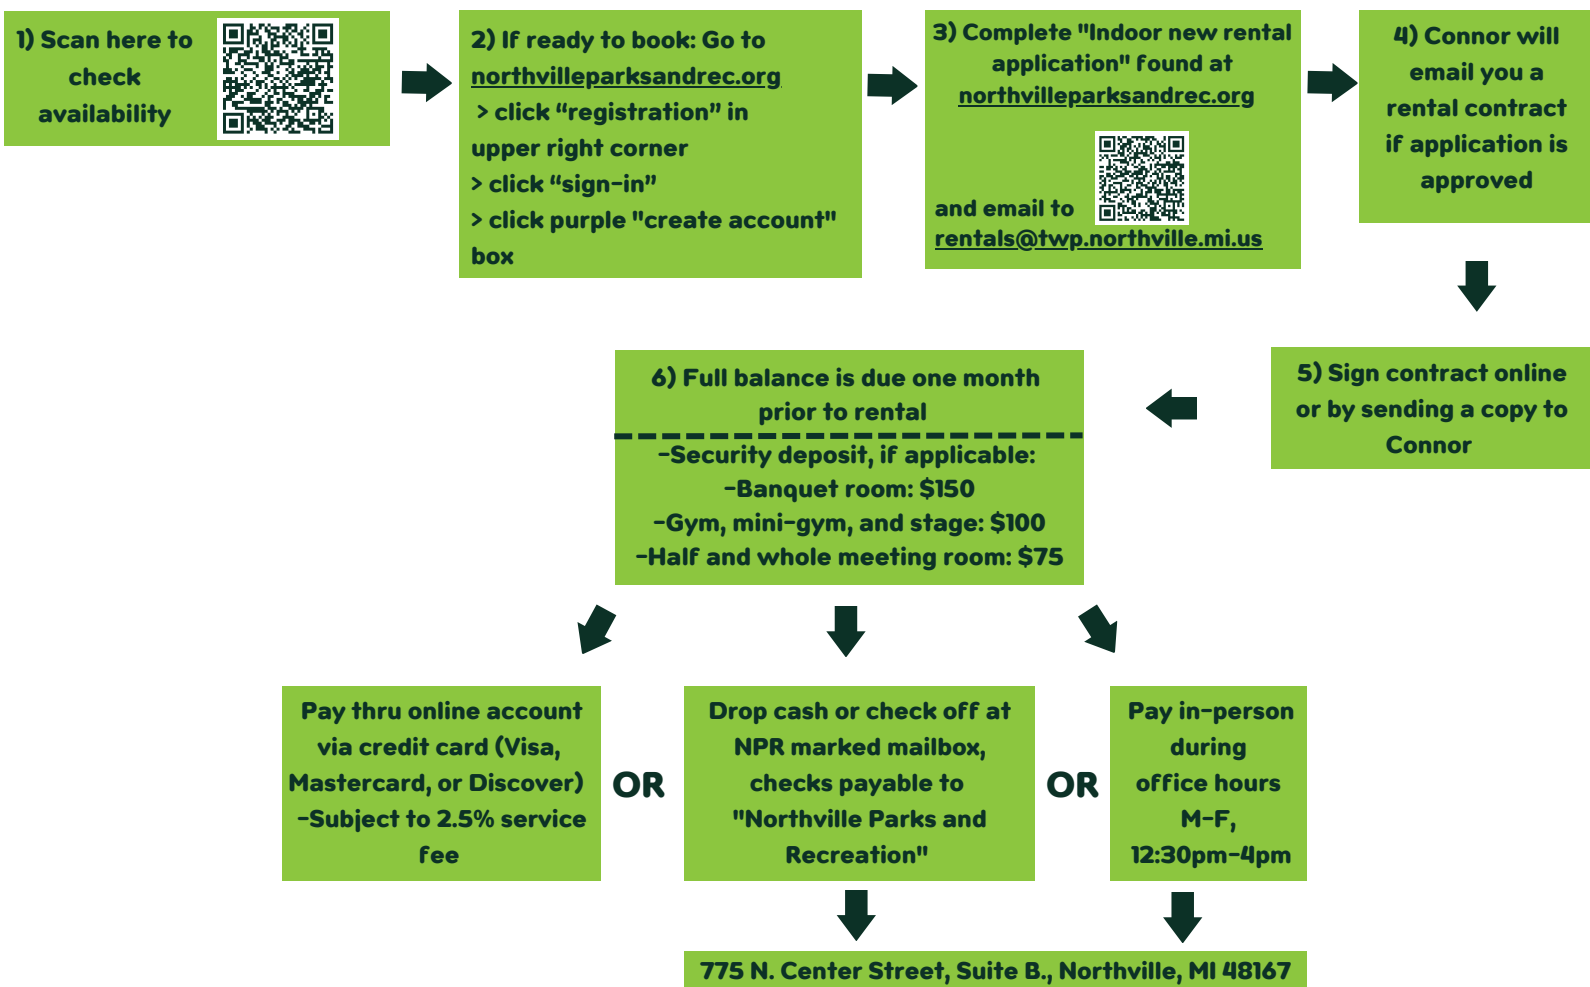 1) Scan here to
check
availability
2) If ready to book: Go to
northvilleparksandrec.org
> click “registration” in
upper right corner
> click “sign-in”
> click purple "create account"
box
3) Complete "Indoor new rental
application" found at
northvilleparksandrec.org
and email to
rentals@twp.northville.mi.us
4) Connor will
email you a
rental contract
if application is
approved
5) Sign contract online
or by sending a copy to
Connor
6) Full balance is due one month
prior to rental
-Security deposit, if applicable:
-Banquet room: $150
-Gym, mini-gym, and stage: $100
-Half and whole meeting room: $75
Pay thru online account
via credit card (Visa,
Mastercard, or Discover)
-Subject to 2.5% service
fee
OR
Drop cash or check off at
NPR marked mailbox,
checks payable to
"Northville Parks and
Recreation"
OR
Pay in-person
during
office hours
M-F,
12:30pm-4pm
775 N. Center Street, Suite B., Northville, MI 48167